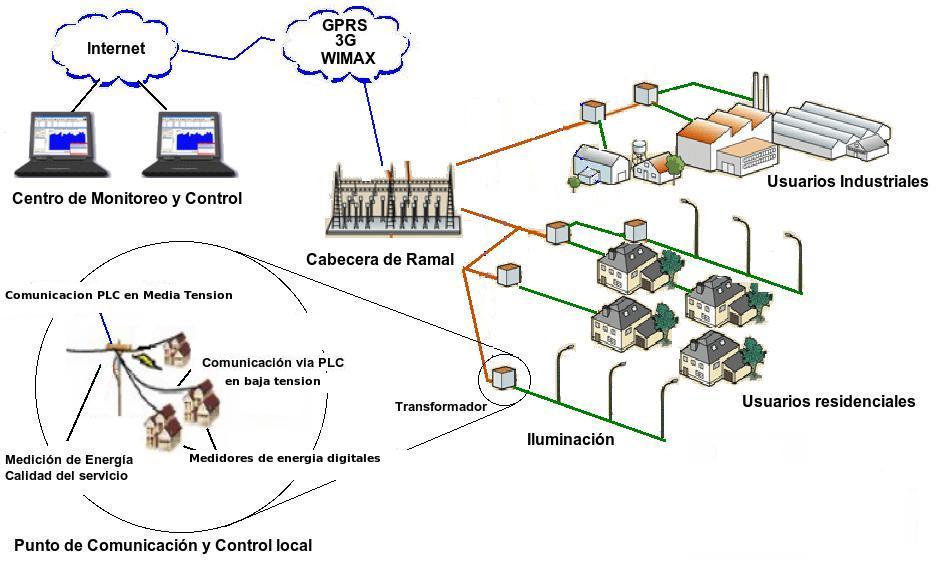 Internet
GPRS
3G
WIMAX
Centro de Monitoreo y Control
Usuarios Industriales
Cabecera de Ramal
Comunicacion PLC en Media Tension
Comunicación via PLC
en baja tension
Transformador
Usuarios residenciales
Iluminación
Medición de Energía
Calidad del servicio
Medidores de energía digitales
Punto de Comunicación y Control local